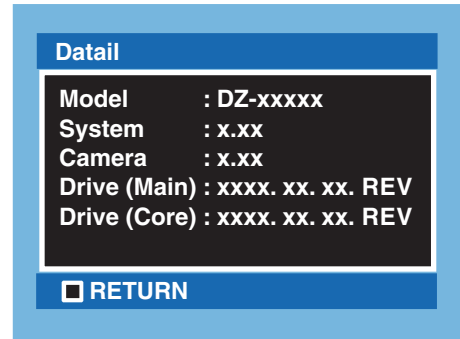 Datail
Model : DZ-xxxxx
System : x.xx
Camera : x.xx
Drive (Main) : xxxx. xx. xx. REV
Drive (Core) : xxxx. xx. xx. REV
RETURN